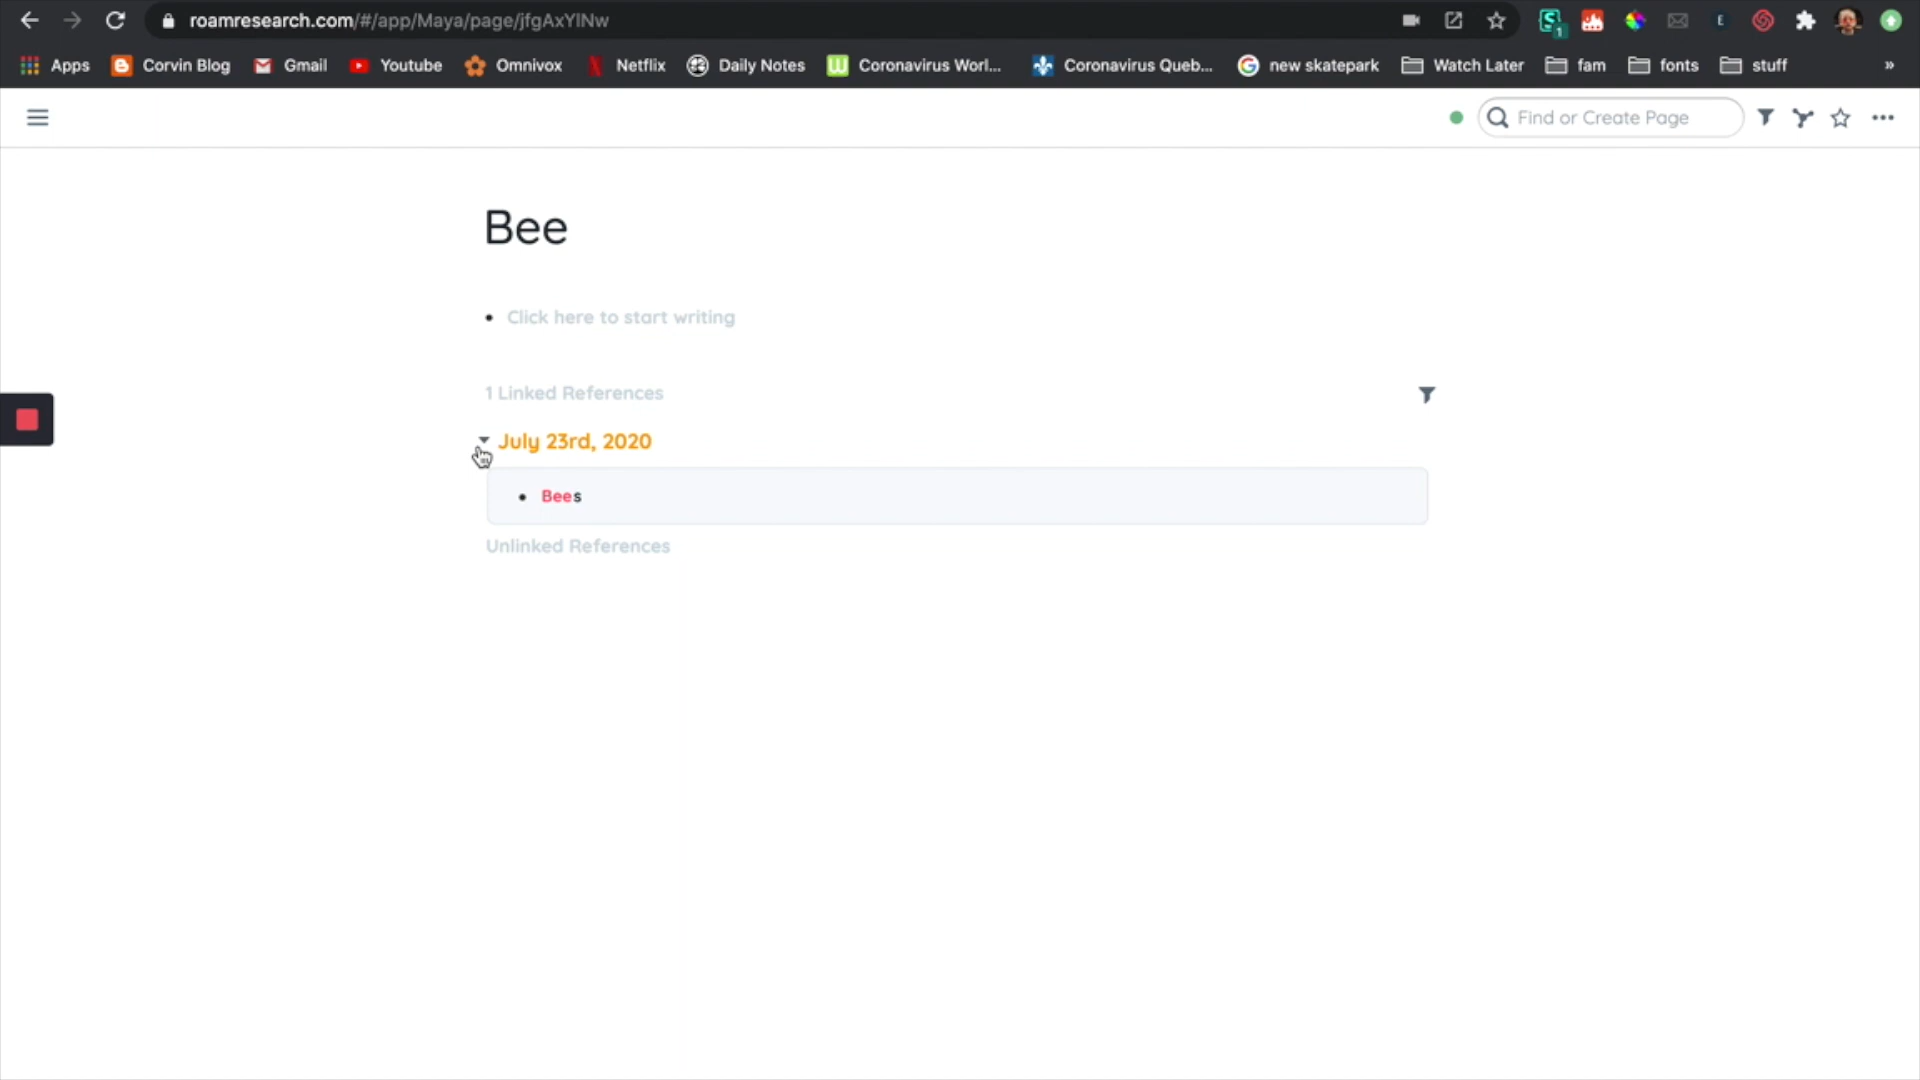 roamresearch.com/#/app/Maya/page/jfgAxYlNw
1
E
Apps Corvin Blog Gmail Youtube Omnivox Netflix Daily Notes Coronavirus Worl... Coronavirus Queb... new skatepark Watch Later fam fonts stuff »
Find or Create Page
Bee
Click here to start writing
1 Linked References
July 23rd, 2020
Bees
Unlinked References